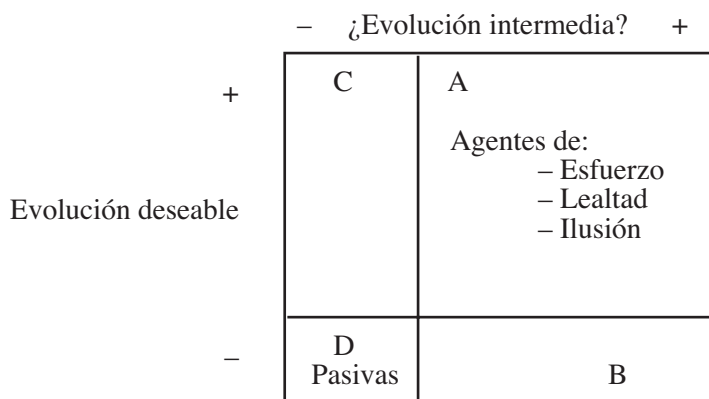 – ¿Evolución intermedia? +
+ C A
Agentes de:
– Esfuerzo
– Lealtad
– Ilusión
Evolución deseable
– D
Pasivas B